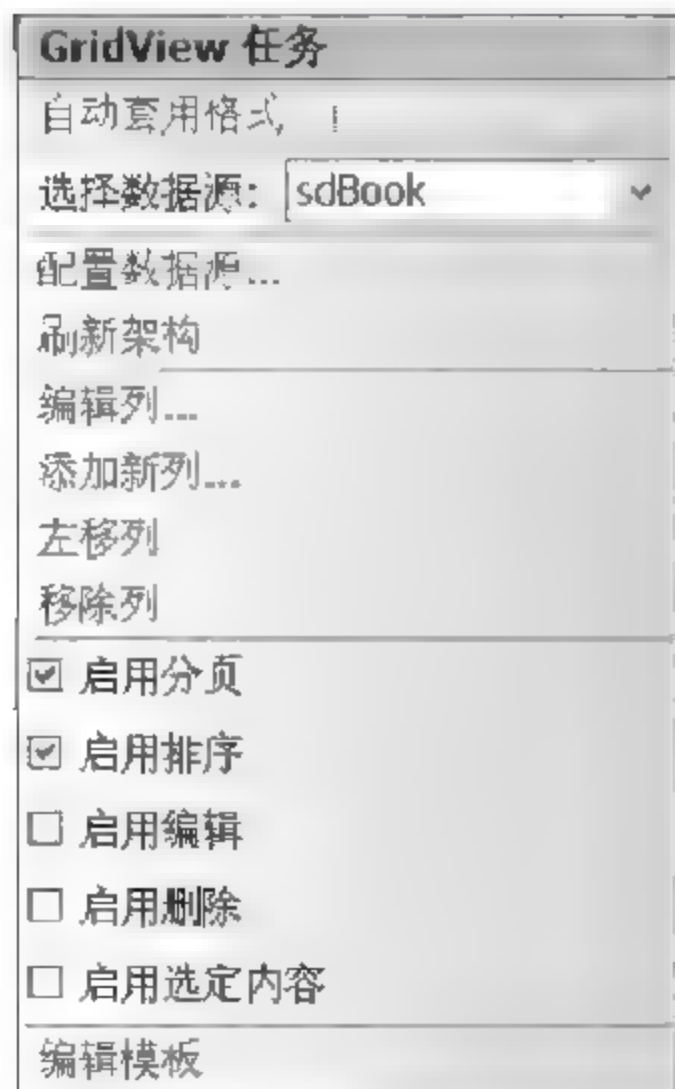 GridView 任务
自动套用格式
选择数据源: sdBook
配置数据源...
刷新架构
编辑列...
添加新列...
左移列
移除列
启用分页
启用排序
启用编辑
启用删除
启用选定内容
编辑模板